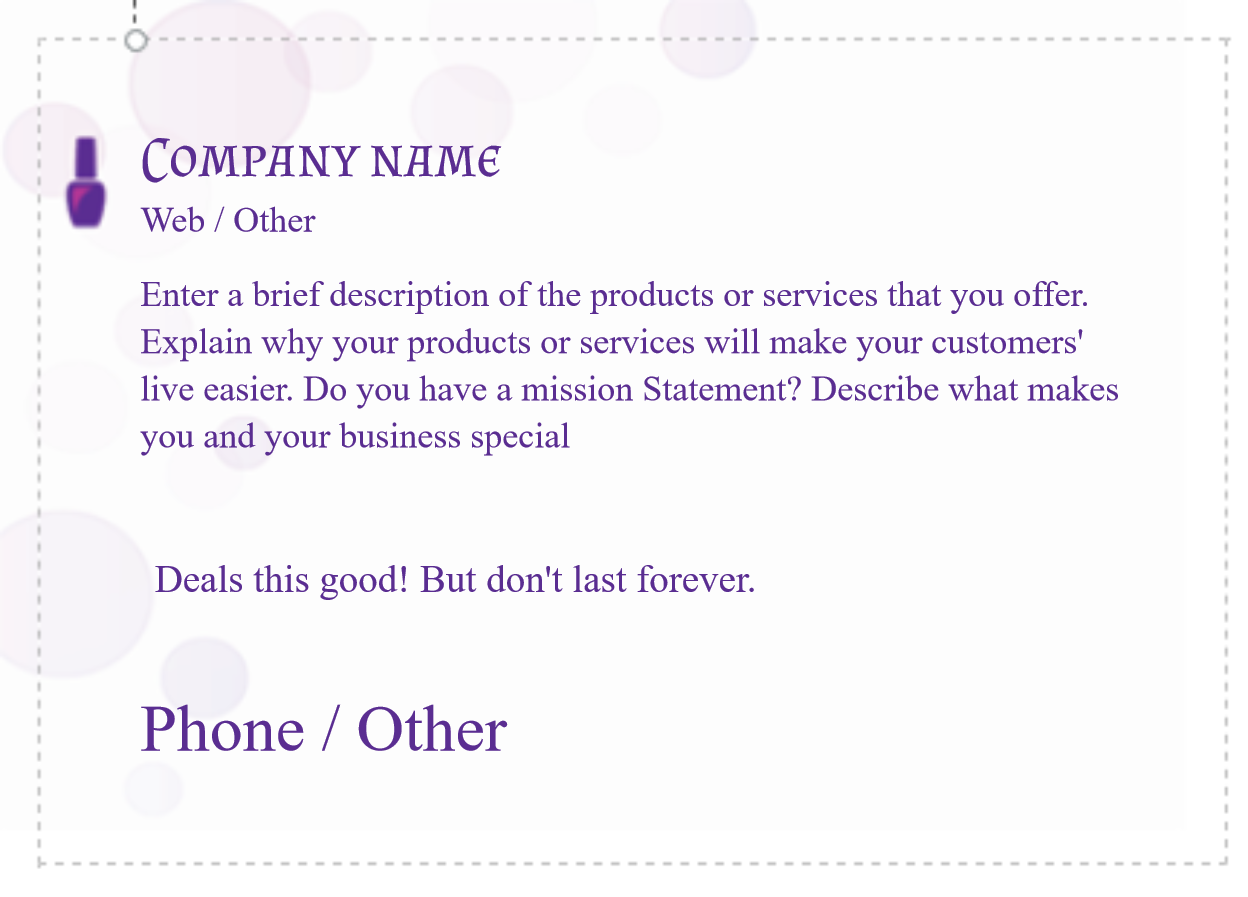 Company name
Web / Other
Enter a brief description of the products or services that you offer.
Explain why your products or services will make your customers'
live easier. Do you have a mission Statement? Describe what makes
you and your business special
Deals this good! But don't last forever.
Phone / Other